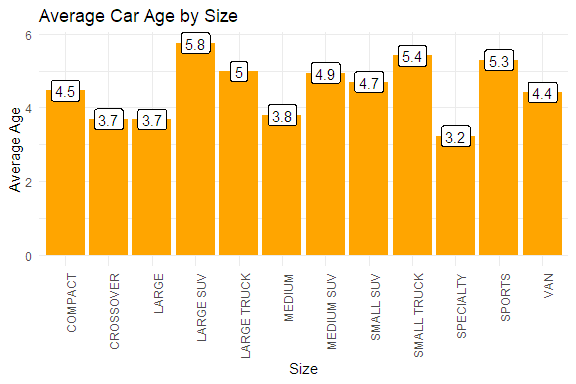 Average Car Age by Size
Average Age
6
4
2
0
4.5
3.7
3.7
5.8
5
3.8
4.9
4.7
5.4
3.2
5.3
4.4
COMPACT
CROSSOVER
LARGE
LARGE SUV
LARGE TRUCK
MEDIUM
MEDIUM SUV
SMALL SUV
SMALL TRUCK
SPECIALTY
SPORTS
VAN
Size